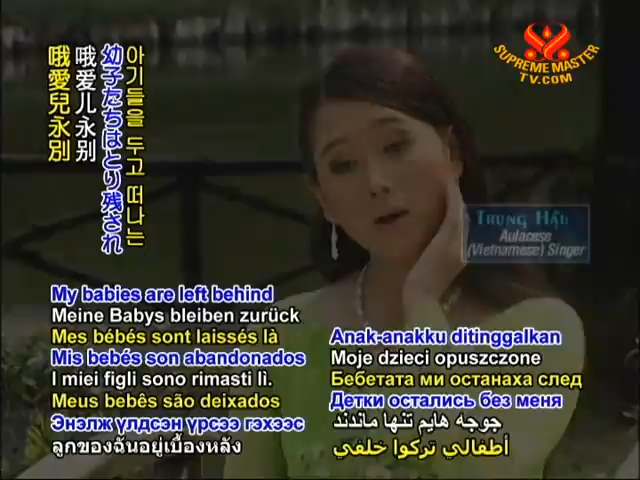 SUPREME MASTER
TV.COM
아기들을 두고 떠나는
幼子たちはとり残され
哦爱儿永别
哦愛兒永別
TRUNG HẬU
Aulacese
(Vietnamese) Singer
My babies are left behind
Meine Babys bleiben zurück
Mes bébés sont laissés là
Mis bebés son abandonados
I miei figli sono rimasti lì.
Meus bebês são deixados
Энэлж үлдсэн үрсээ гэхээс
ลูกของฉันอยู่เบื้องหลัง
Anak-anakku ditinggalkan
Moje dzieci opuszczone
Бебетата ми останаха след
Детки остались без меня
جوجه هایم تنها ماندند
أطفالي تركوا خلفي